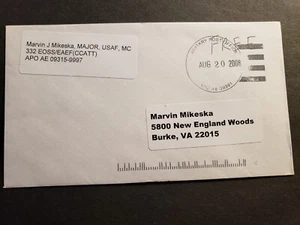 Marvin J Mikeska, MAJOR, USAF, MC
332 EOSS/EAEF(CCATT)
APO AE 09315-9997
AUG 20 2008
FREE
Marvin Mikeska
5800 New England Woods
Burke, VA 22015